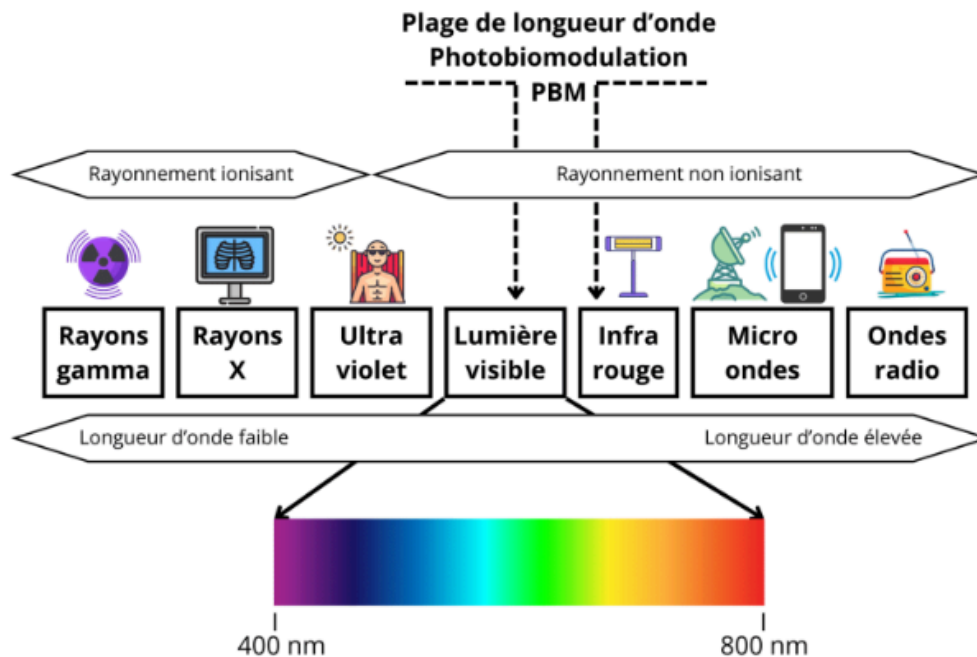 Plage de longueur d'onde
Photobiomodulation
PBM
Rayonnement ionisant
Rayonnement non ionisant
Rayons
gamma
Rayons
X
Ultra
violet
Lumière
visible
Infra
rouge
Micro
ondes
Ondes
radio
Longueur d'onde faible
Longueur d'onde élevée
400 nm
800 nm